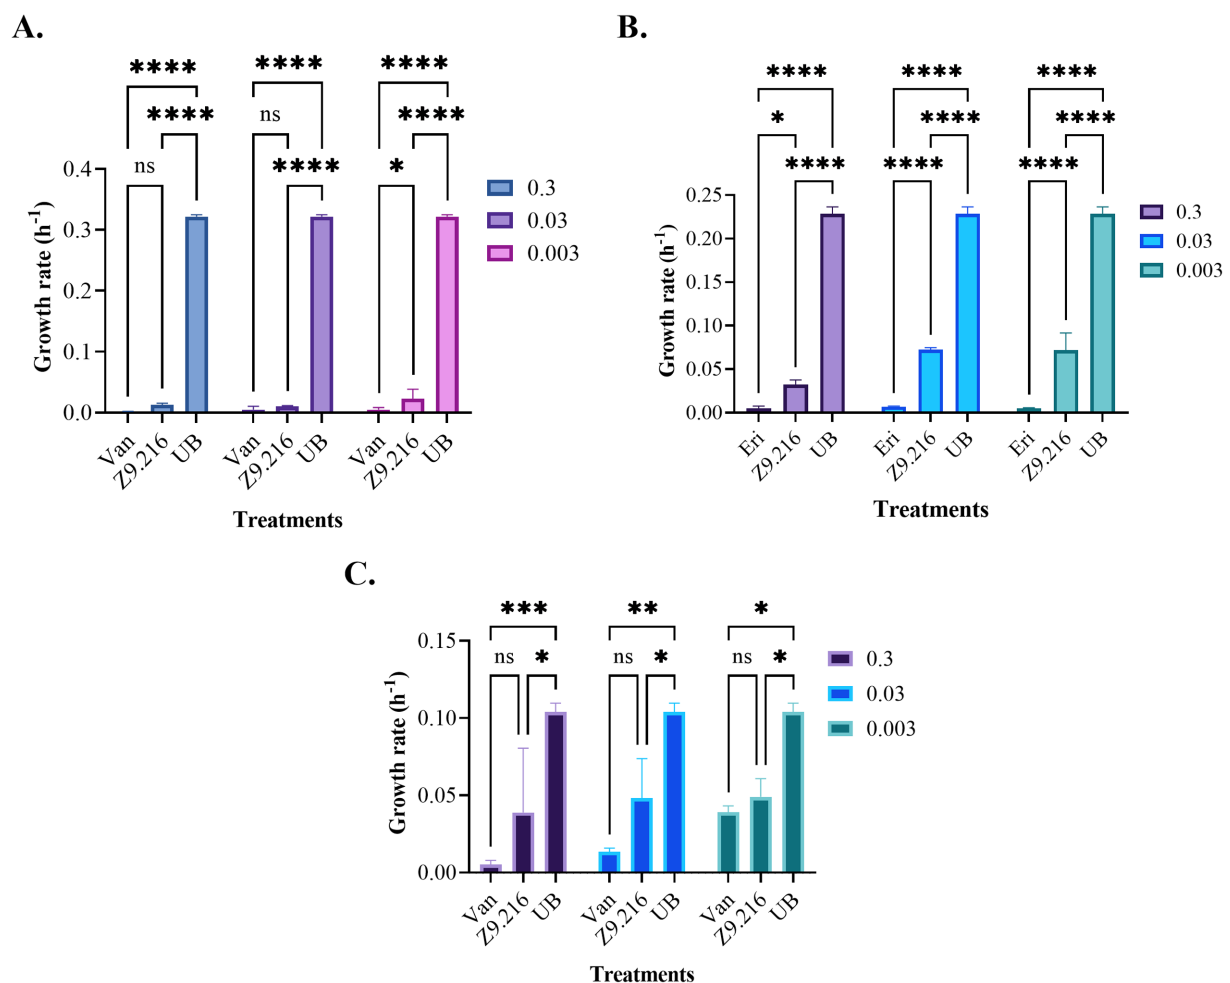 A.
****
****
****
ns
****
****
ns
****
*
0.4
0.3
0.2
0.1
0.0
Growth rate (h⁻¹)
Van
Z9.216
UB
Van
Z9.216
UB
Van
Z9.216
UB
Treatments
0.3
0.03
0.003
B.
****
****
****
*
****
****
****
****
****
0.25
0.20
0.15
0.10
0.05
0.00
Growth rate (h⁻¹)
Eri
Z9.216
UB
Eri
Z9.216
UB
Eri
Z9.216
UB
Treatments
0.3
0.03
0.003
C.
***
**
*
ns
*
ns
*
ns
*
0.15
0.10
0.05
0.00
Growth rate (h⁻¹)
Van
Z9.216
UB
Van
Z9.216
UB
Van
Z9.216
UB
Treatments
0.3
0.03
0.003